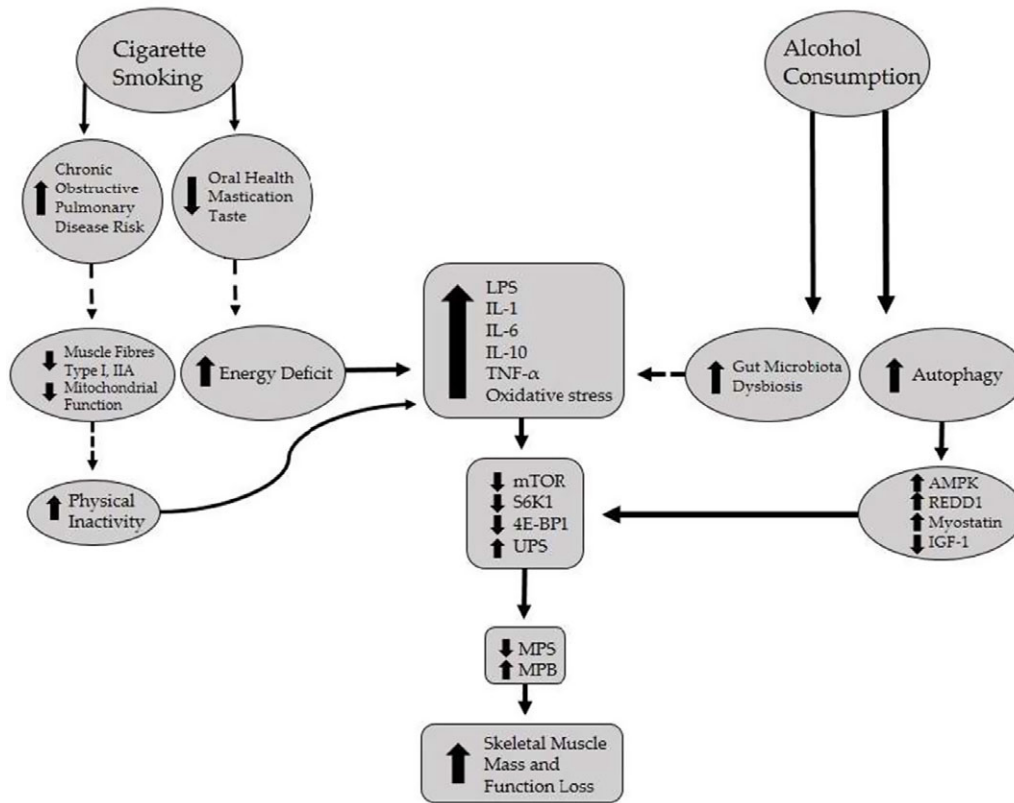 Cigarette
Smoking
Alcohol
Consumption
Chronic
Obstructive
Pulmonary
Disease Risk
Oral Health
Mastication
Taste
LPS
IL-1
IL-6
IL-10
TNF-α
Oxidative stress
Muscle Fibres
Type I, IIA
Mitochondrial
Function
Energy Deficit
Gut Microbiota
Dysbiosis
Autophagy
Physical
Inactivity
mTOR
S6K1
4E-BP1
UPS
AMPK
REDD1
Myostatin
IGF-1
MPS
MPB
Skeletal Muscle
Mass and
Function Loss